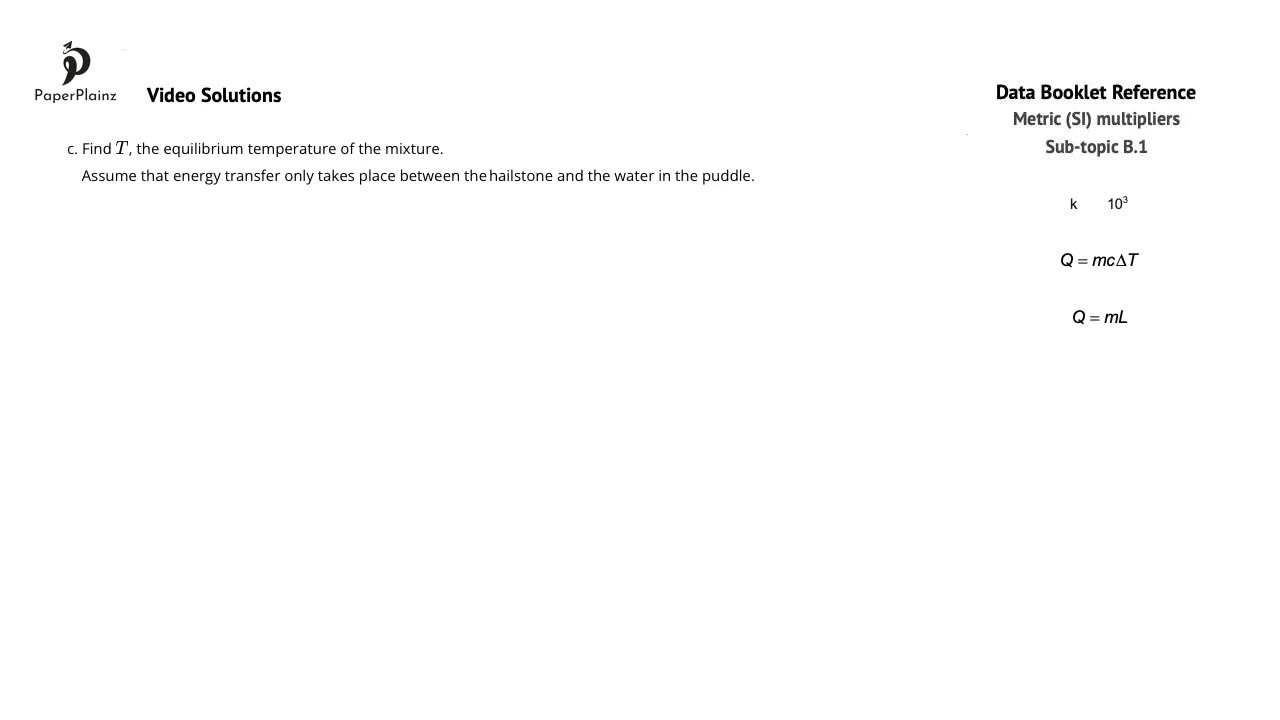 PaperPlainz
Video Solutions
c. Find T, the equilibrium temperature of the mixture.
Assume that energy transfer only takes place between the hailstone and the water in the puddle.
Data Booklet Reference
Metric (SI) multipliers
Sub-topic B.1
k 10³
Q = mcΔT
Q = mL